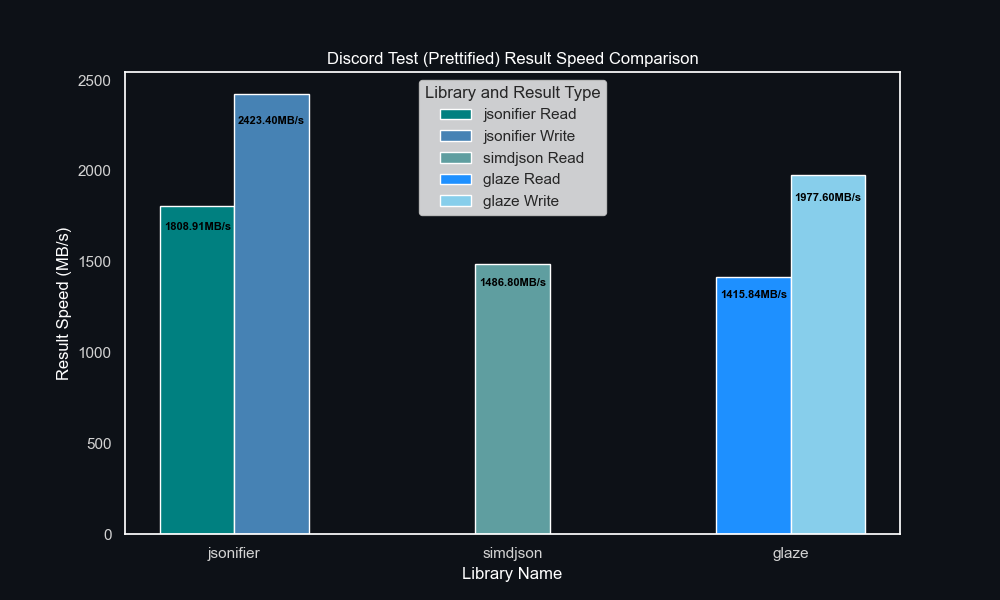 Discord Test (Prettified) Result Speed Comparison
Library and Result Type
jsonifier Read
jsonifier Write
simdjson Read
glaze Read
glaze Write
2500
2000
1500
1000
500
0
Result Speed (MB/s)
1808.91MB/s
2423.40MB/s
1486.80MB/s
1415.84MB/s
1977.60MB/s
jsonifier
simdjson
glaze
Library Name